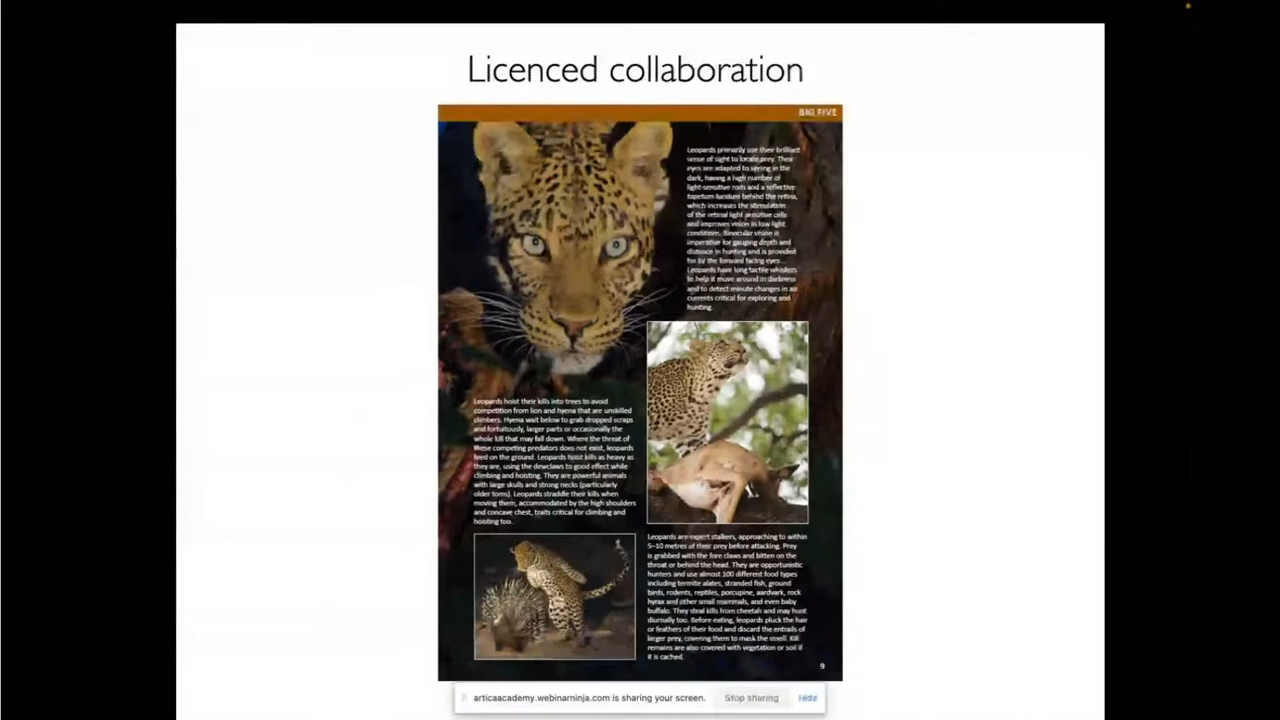 Licenced collaboration
BIG FIVE
Leopards primarily use their brilliant
sense of sight to locate prey. Their
eyes are adapted to seeing in the
dark, having a high number of
light-sensitive rods and a reflective
tapetum lucidum behind the retina,
which increases the stimulation
of the retinal light sensitive cells
and improves vision in low light
conditions. Binocular vision is
imperative for gauging depth and
distance in hunting and is provided
for by the forward facing eyes.
Leopards have long tactile whiskers
to help it move around in darkness
and to detect minute changes in air
currents critical for exploring and
hunting.
Leopards hoist their kills into trees to avoid
competition from lion and hyena that are unskilled
climbers. Hyena wait below to grab dropped scraps
and fortuitously, larger parts or occasionally the
whole kill that may fall down. Where the threat of
these competing predators does not exist, leopards
feed on the ground. Leopards hoist kills as heavy as
they are, using the dewclaws to good effect while
climbing and hoisting. They are powerful animals
with large skulls and strong necks (particularly
older toms). Leopards straddle their kills when
moving them, accommodated by the high shoulders
and concave chest, traits critical for climbing and
hoisting too.
Leopards are expert stalkers, approaching to within
5–10 metres of their prey before attacking. Prey
is grabbed with the fore claws and bitten on the
throat or behind the head. They are opportunistic
hunters and use almost 100 different food types
including termite alates, stranded fish, ground
birds, rodents, reptiles, porcupine, aardvark, rock
hyrax and other small mammals, and even baby
buffalo. They steal kills from cheetah and may hunt
diurnally too. Before eating, leopards pluck the hair
or feathers of their food and discard the entrails of
larger prey, covering them to mask the smell. Kill
remains are also covered with vegetation or soil if
it is cached.
9
articaacademy.webinarninja.com is sharing your screen.
Stop sharing
Hide